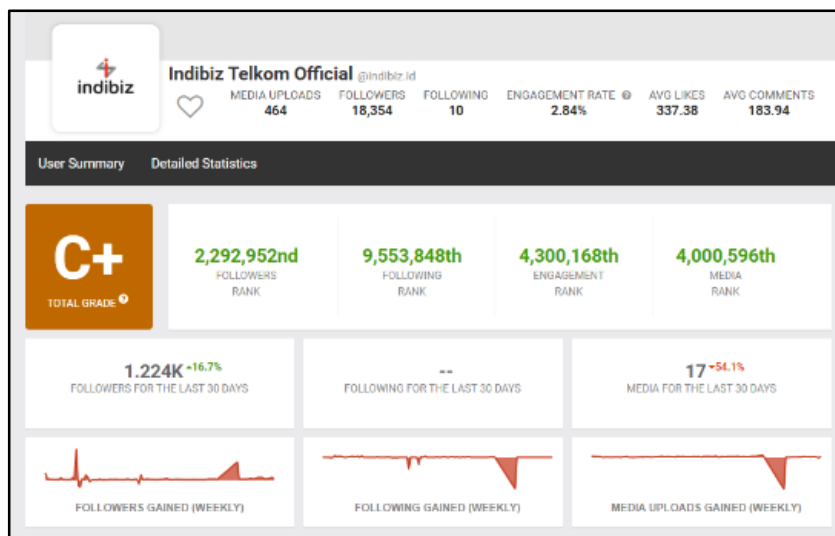 indibiz
Indibiz Telkom Official @indibiz.id
MEDIA UPLOADS FOLLOWERS FOLLOWING ENGAGEMENT RATE AVG LIKES AVG COMMENTS
464 18,354 10 2.84% 337.38 183.94
User Summary Detailed Statistics
C+
TOTAL GRADE
2,292,952nd 9,553,848th 4,300,168th 4,000,596th
FOLLOWERS FOLLOWING ENGAGEMENT MEDIA
RANK RANK RANK RANK
1.224K 16.7% -- 17 54.1%
FOLLOWERS FOR THE LAST 30 DAYS FOLLOWING FOR THE LAST 30 DAYS MEDIA FOR THE LAST 30 DAYS
FOLLOWERS GAINED (WEEKLY) FOLLOWING GAINED (WEEKLY) MEDIA UPLOADS GAINED (WEEKLY)